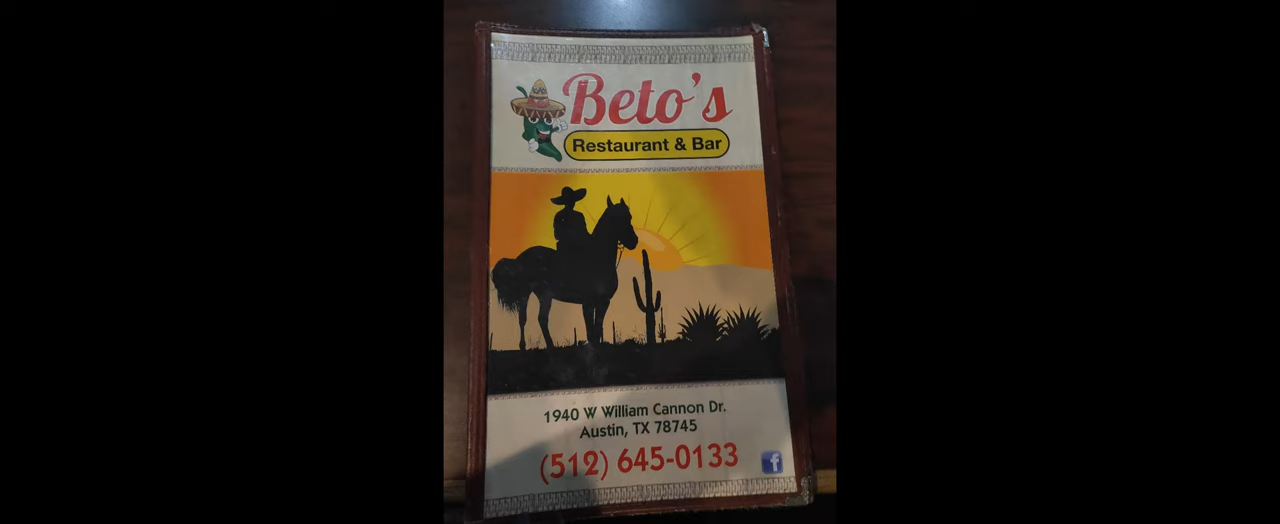 Beto's
Restaurant & Bar
1940 W William Cannon Dr.
Austin, TX 78745
(512) 645-0133
f